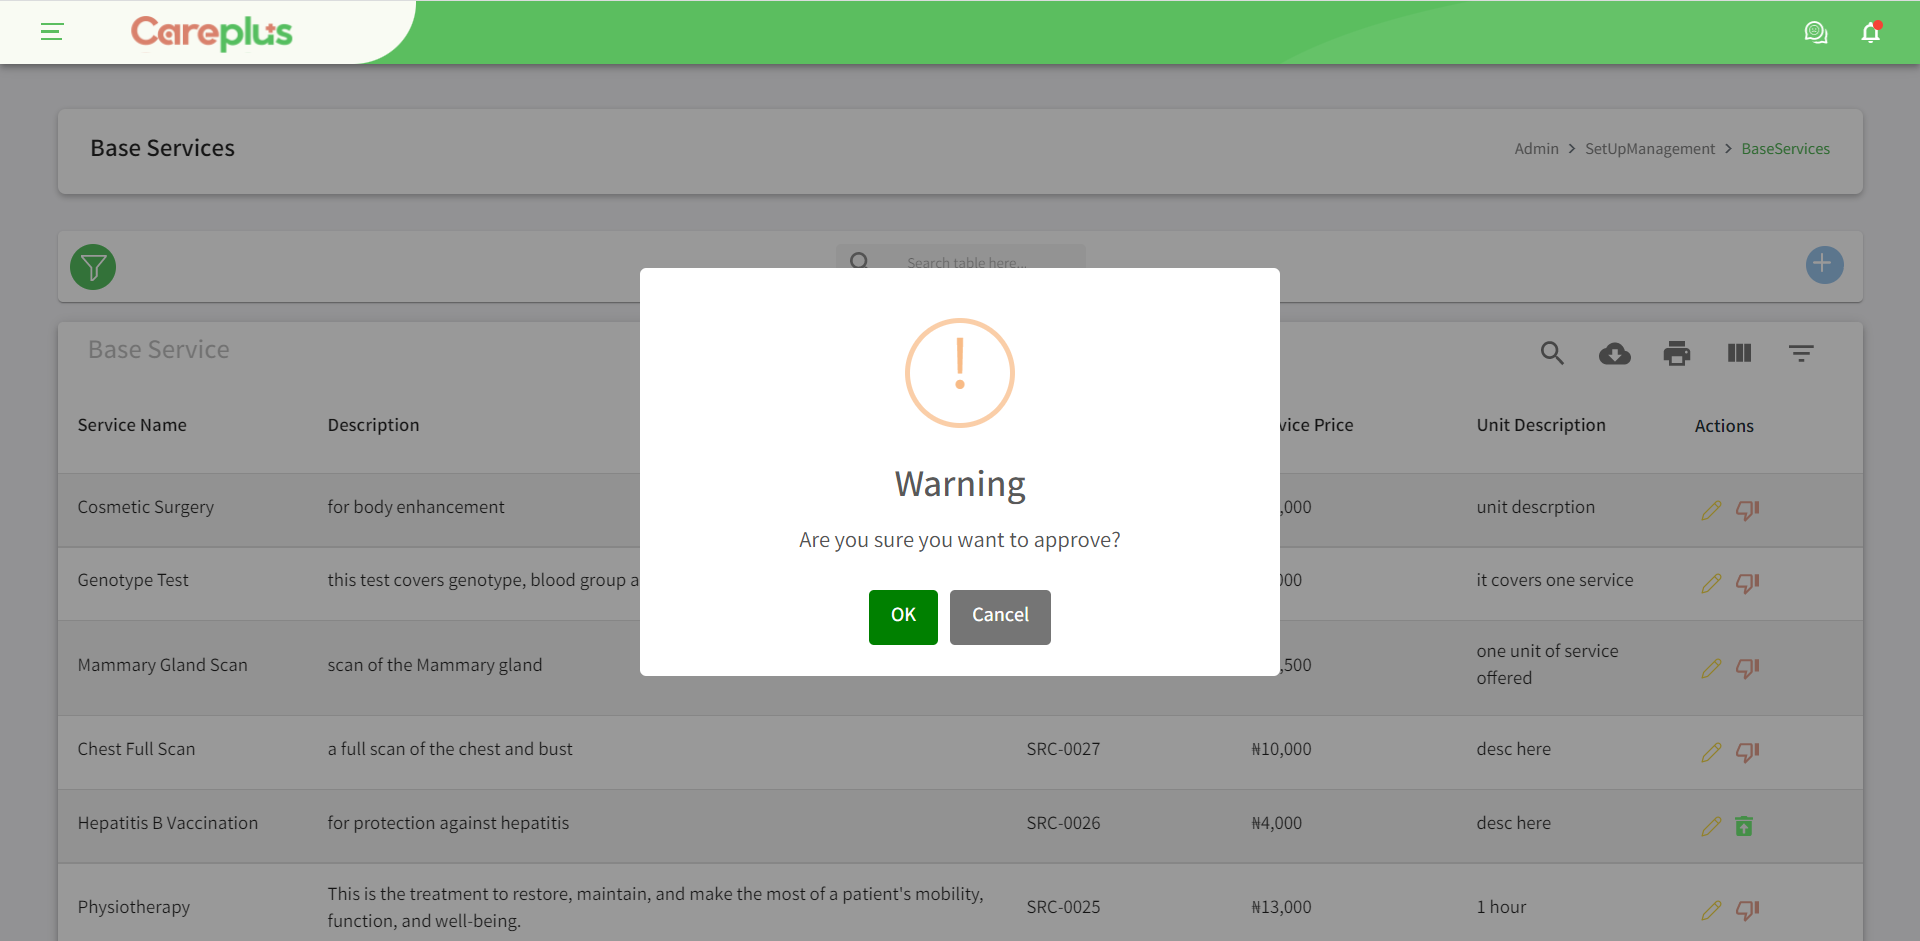 Careplus
Base Services
Admin > SetUpManagement > BaseServices
Search table here...
Base Service
Service Name Description vice Price Unit Description Actions
Cosmetic Surgery for body enhancement ,000 unit descrption
Genotype Test this test covers genotype, blood group a 000 it covers one service
Mammary Gland Scan scan of the Mammary gland ,500 one unit of service
offered
Chest Full Scan a full scan of the chest and bust SRC-0027 ₦10,000 desc here
Hepatitis B Vaccination for protection against hepatitis SRC-0026 ₦4,000 desc here
This is the treatment to restore, maintain, and make the most of a patient's mobility,
Physiotherapy function, and well-being. SRC-0025 ₦13,000 1 hour
!
Warning
Are you sure you want to approve?
OK Cancel